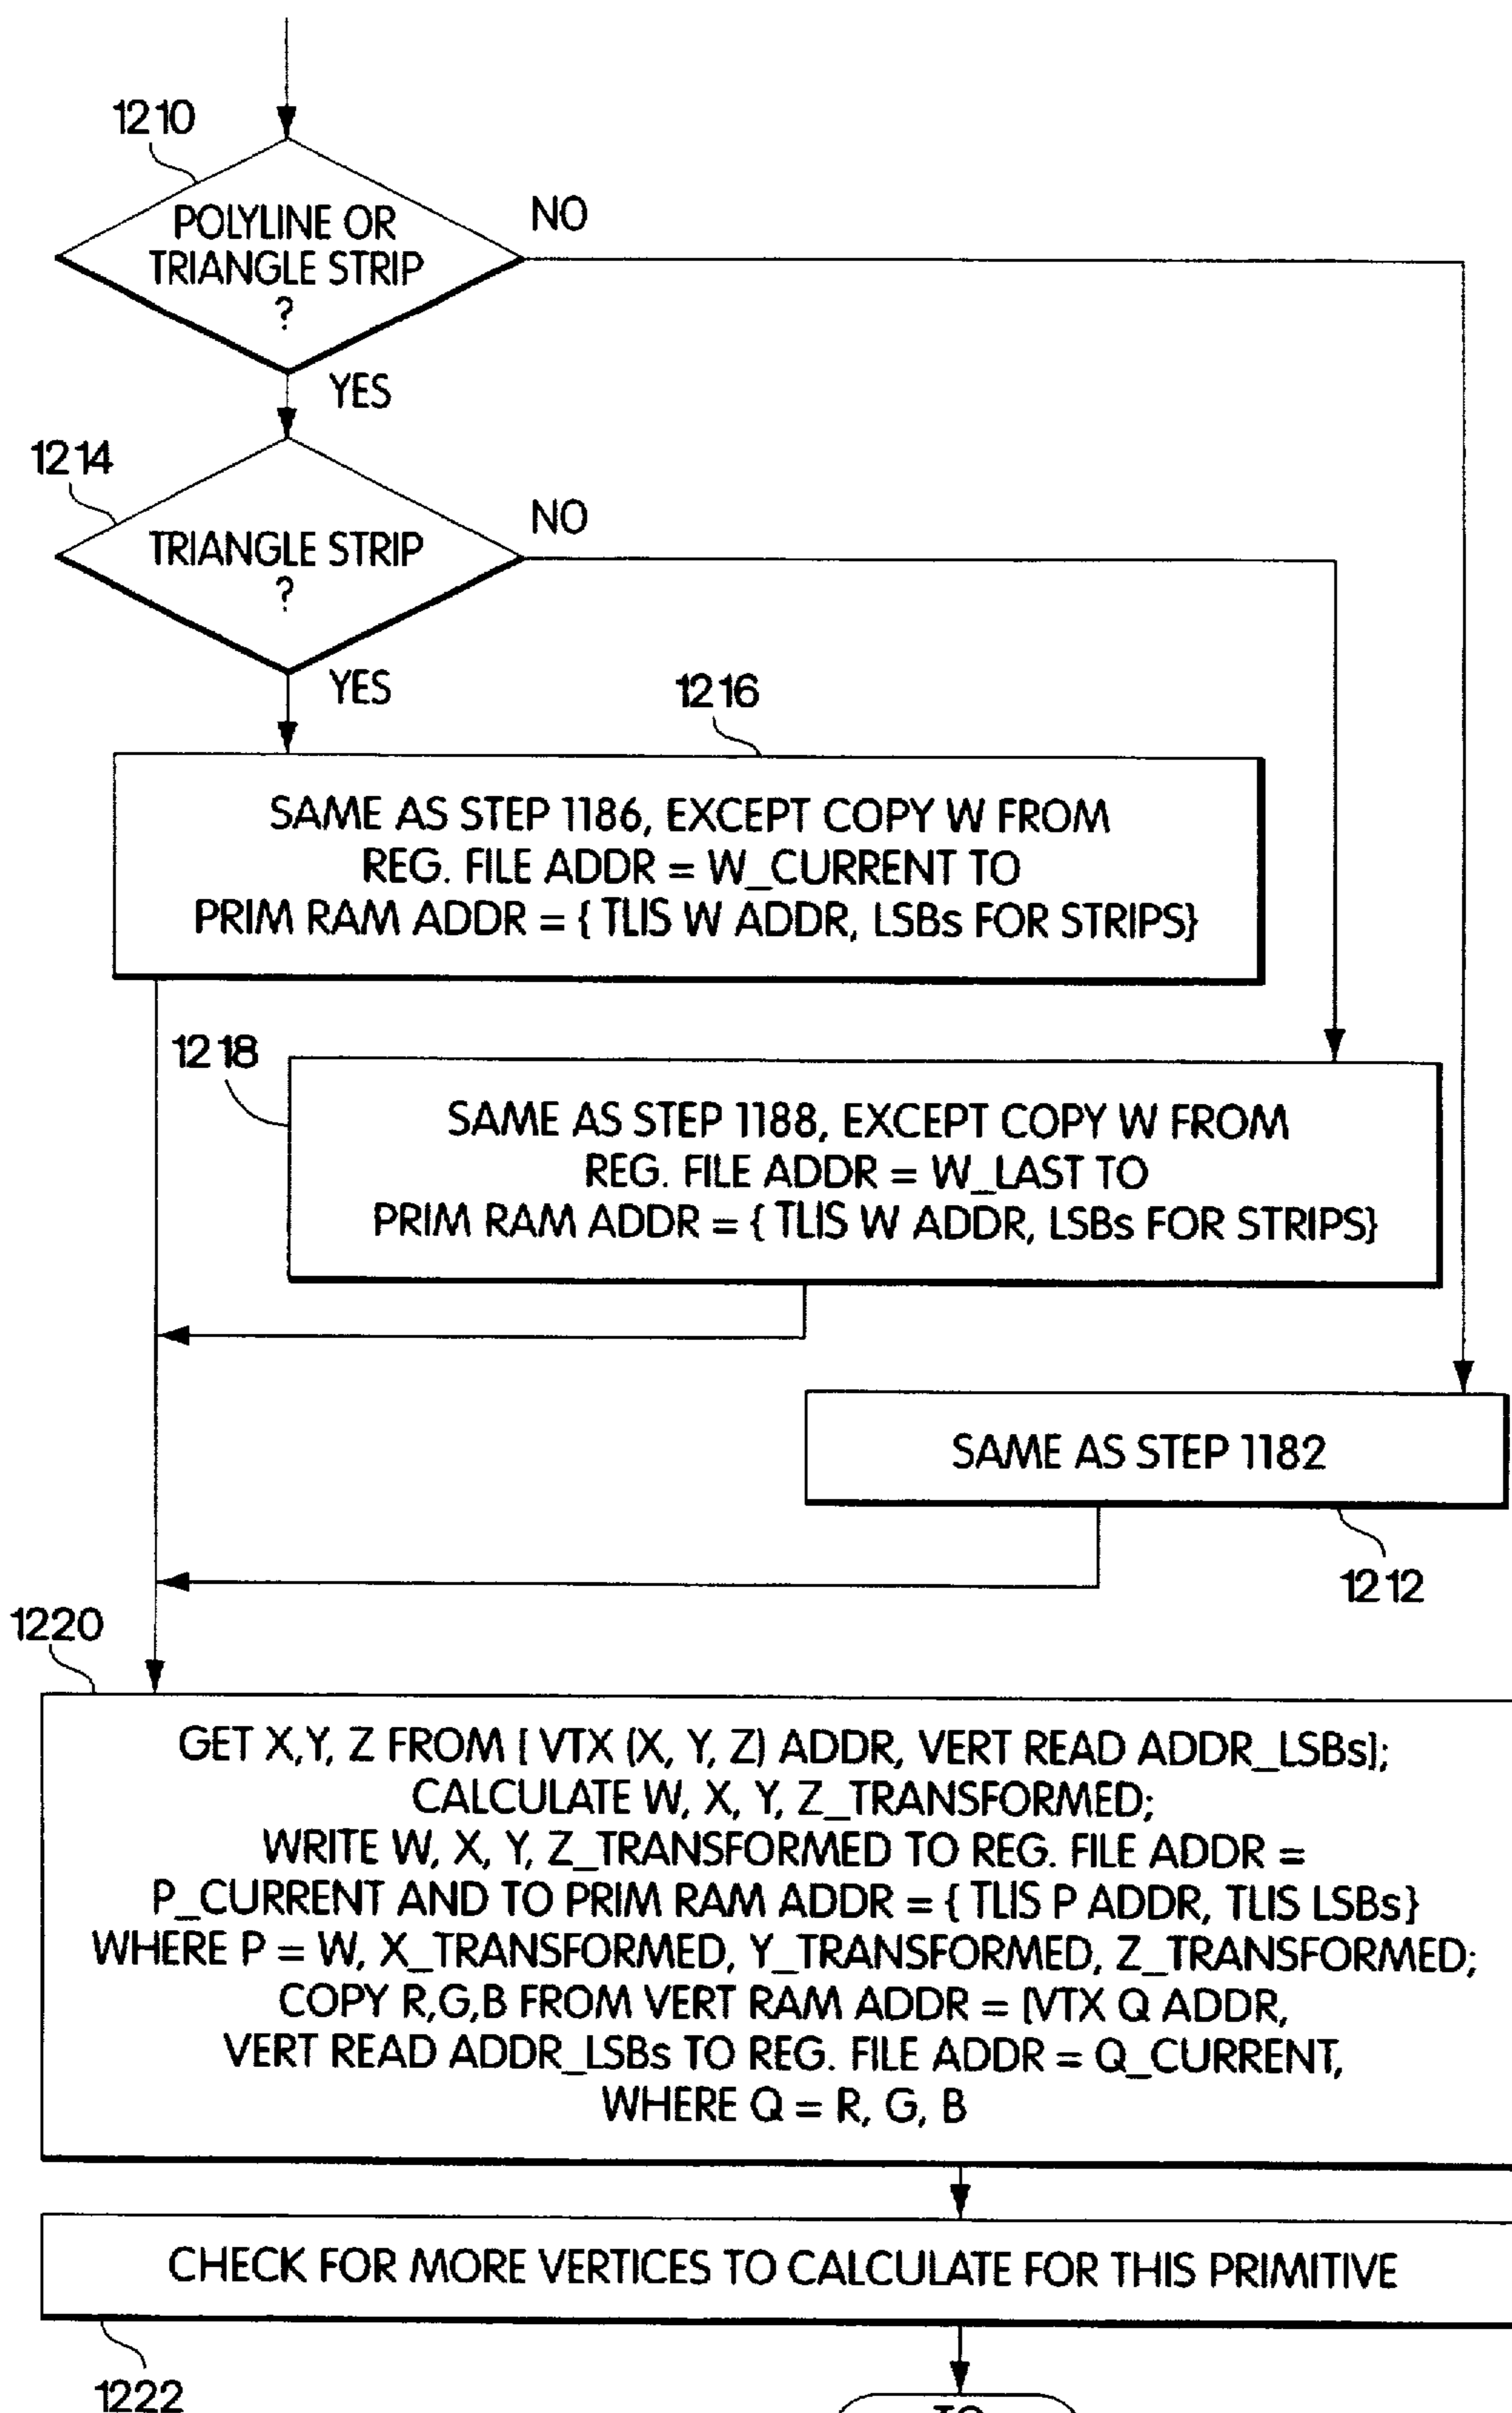 1210
POLYLINE OR
TRIANGLE STRIP
?
NO
YES
1214
TRIANGLE STRIP
?
NO
YES
1216
SAME AS STEP 1186, EXCEPT COPY W FROM
REG. FILE ADDR = W_CURRENT TO
PRIM RAM ADDR = { TLIS W ADDR, LSBs FOR STRIPS}
1218
SAME AS STEP 1188, EXCEPT COPY W FROM
REG. FILE ADDR = W_LAST TO
PRIM RAM ADDR = { TLIS W ADDR, LSBs FOR STRIPS}
SAME AS STEP 1182
1212
1220
GET X,Y, Z FROM [ VTX (X, Y, Z) ADDR, VERT READ ADDR_LSBs];
CALCULATE W, X, Y, Z_TRANSFORMED;
WRITE W, X, Y, Z_TRANSFORMED TO REG. FILE ADDR =
P_CURRENT AND TO PRIM RAM ADDR = { TLIS P ADDR, TLIS LSBs}
WHERE P = W, X_TRANSFORMED, Y_TRANSFORMED, Z_TRANSFORMED;
COPY R,G,B FROM VERT RAM ADDR = [VTX Q ADDR,
VERT READ ADDR_LSBs TO REG. FILE ADDR = Q_CURRENT,
WHERE Q = R, G, B
CHECK FOR MORE VERTICES TO CALCULATE FOR THIS PRIMITIVE
1222
TO